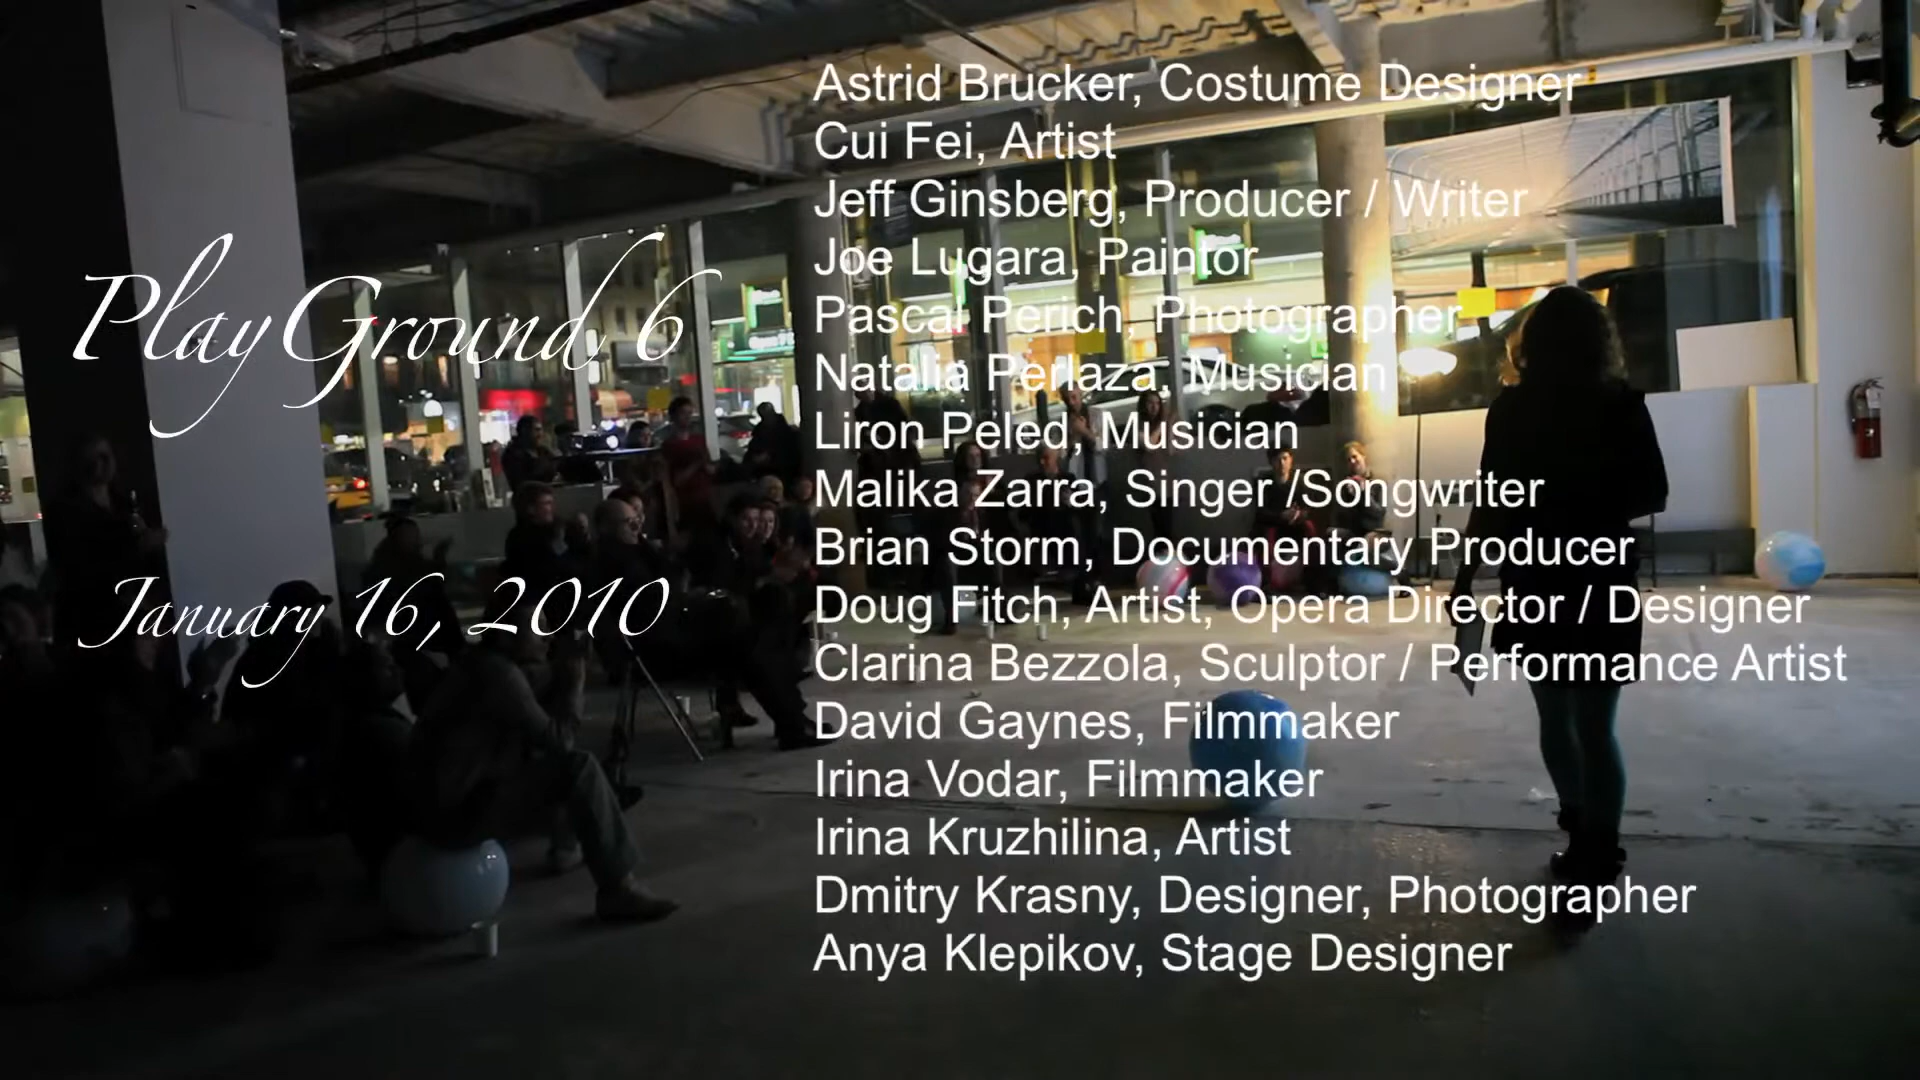 PlayGround 6
January 16, 2010
Astrid Brucker, Costume Designer
Cui Fei, Artist
Jeff Ginsberg, Producer / Writer
Joe Lugara, Paintor
Pascal Perich, Photographer
Natalia Perlaza, Musician
Liron Peled, Musician
Malika Zarra, Singer /Songwriter
Brian Storm, Documentary Producer
Doug Fitch, Artist, Opera Director / Designer
Clarina Bezzola, Sculptor / Performance Artist
David Gaynes, Filmmaker
Irina Vodar, Filmmaker
Irina Kruzhilina, Artist
Dmitry Krasny, Designer, Photographer
Anya Klepikov, Stage Designer